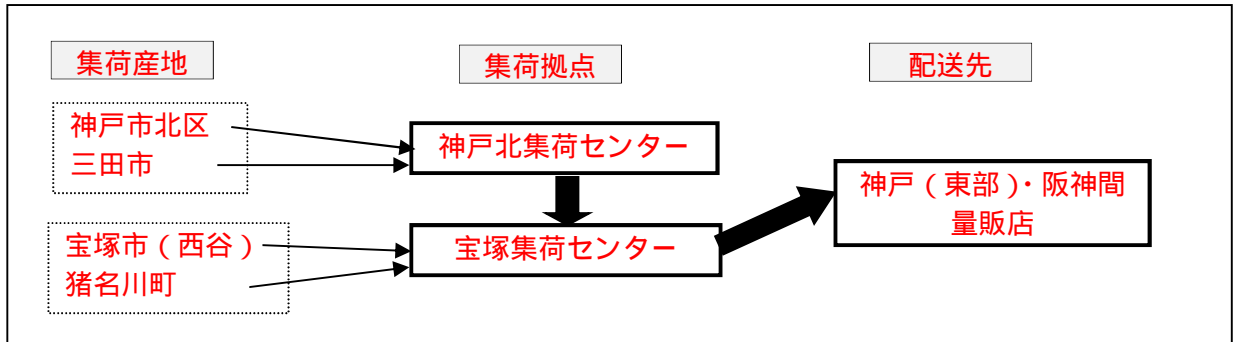 集荷産地
集荷拠点
配送先
神戸市北区
三田市
神戸北集荷センター
宝塚市（西谷）
猪名川町
宝塚集荷センター
神戸（東部）・阪神間
量販店